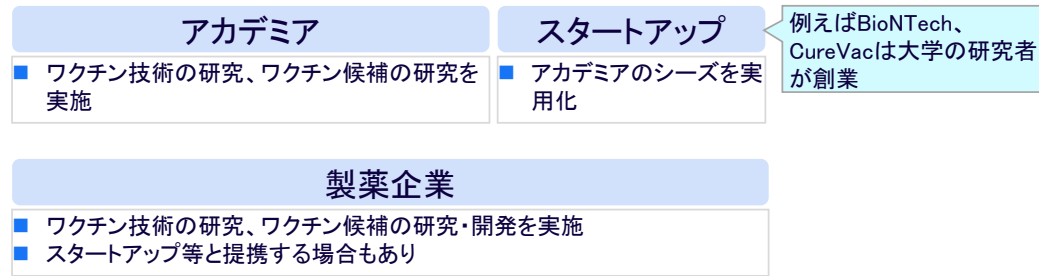 アカデミア
■ ワクチン技術の研究、ワクチン候補の研究を
実施
スタートアップ
■ アカデミアのシーズを実
用化
例えばBioNTech、
CureVacは大学の研究者
が創業
製薬企業
■ ワクチン技術の研究、ワクチン候補の研究・開発を実施
■ スタートアップ等と提携する場合もあり